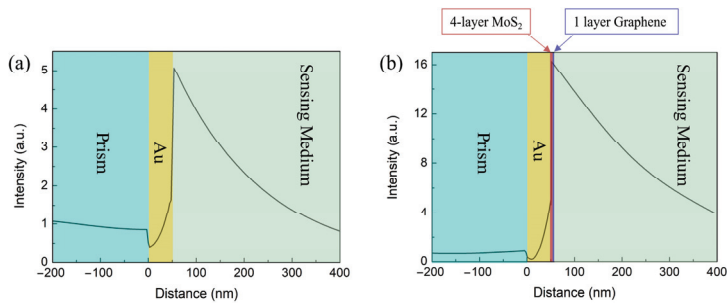 4-layer MoS₂
1 layer Graphene
(a)
5
4
3
2
1
0
Intensity (a.u.)
Prism
Au
Sensing Medium
−200
−100
0
100
200
300
400
Distance (nm)
(b)
16
12
8
4
0
Intensity (a.u.)
Prism
Au
Sensing Medium
−200
−100
0
100
200
300
400
Distance (nm)